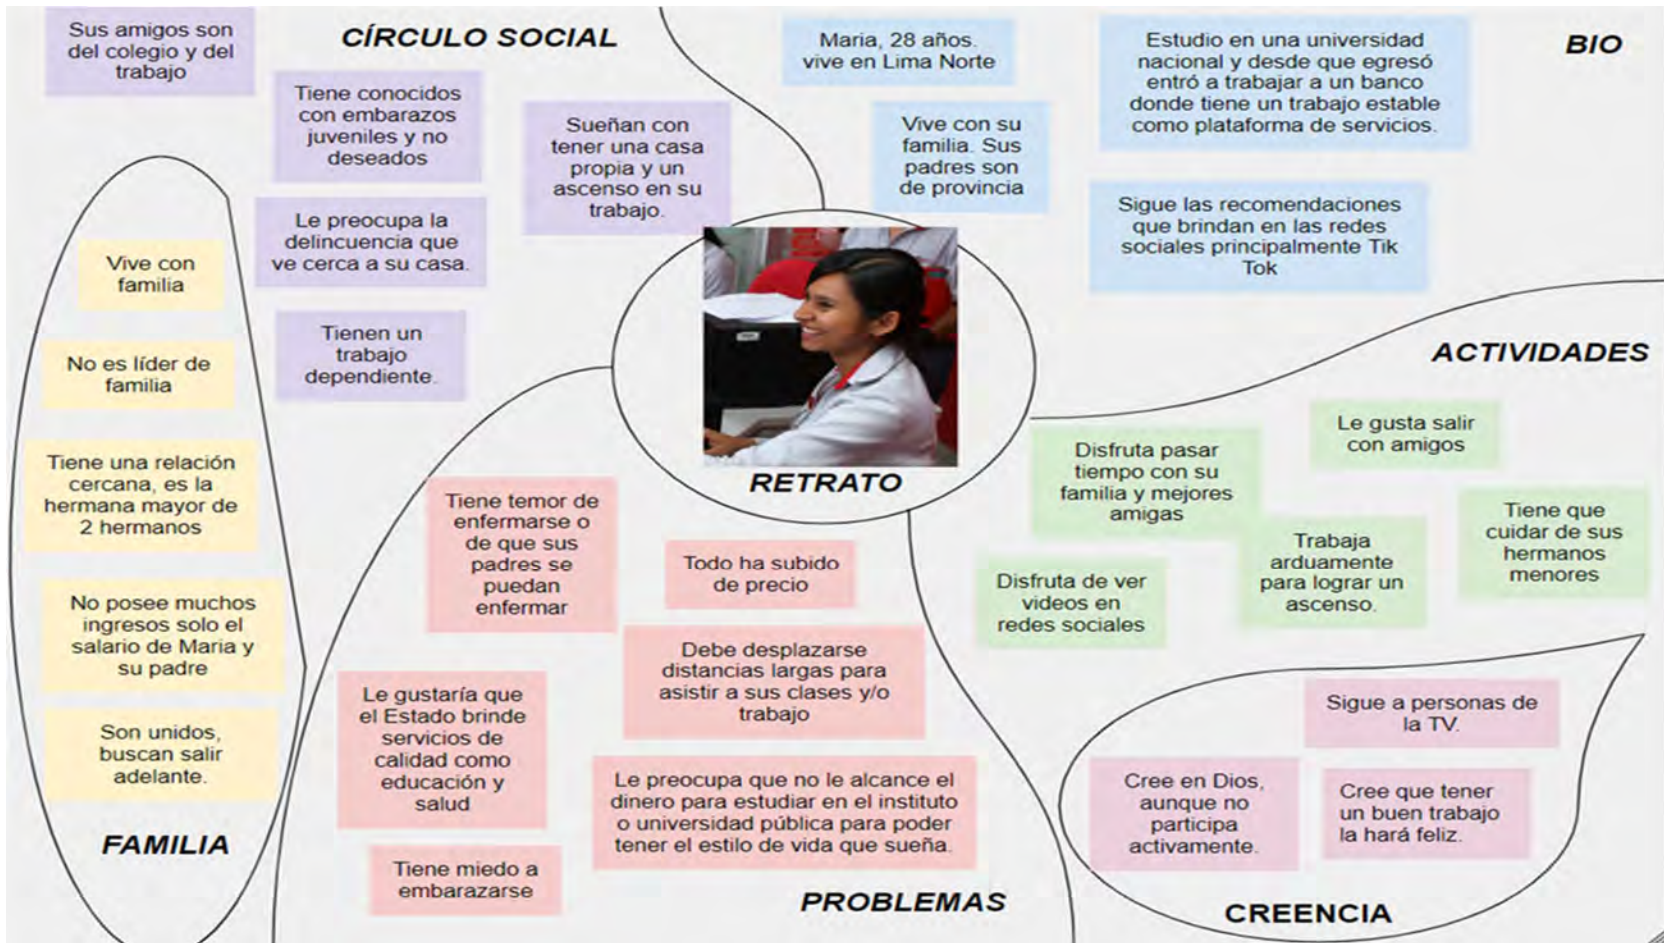 CÍRCULO SOCIAL
Sus amigos son
del colegio y del
trabajo
Tiene conocidos
con embarazos
juveniles y no
deseados
Sueñan con
tener una casa
propia y un
ascenso en su
trabajo.
Le preocupa la
delincuencia que
ve cerca a su casa.
Tienen un
trabajo
dependiente.
BIO
Maria, 28 años.
vive en Lima Norte
Estudio en una universidad
nacional y desde que egresó
entró a trabajar a un banco
donde tiene un trabajo estable
como plataforma de servicios.
Vive con su
familia. Sus
padres son
de provincia
Sigue las recomendaciones
que brindan en las redes
sociales principalmente Tik
Tok
Vive con
familia
No es líder de
familia
Tiene una relación
cercana, es la
hermana mayor de
2 hermanos
No posee muchos
ingresos solo el
salario de Maria y
su padre
Son unidos,
buscan salir
adelante.
FAMILIA
RETRATO
ACTIVIDADES
Le gusta salir
con amigos
Disfruta pasar
tiempo con su
familia y mejores
amigas
Tiene que
cuidar de sus
hermanos
menores
Trabaja
arduamente
para lograr un
ascenso.
Disfruta de ver
videos en
redes sociales
Tiene temor de
enfermarse o
de que sus
padres se
puedan
enfermar
Todo ha subido
de precio
Debe desplazarse
distancias largas para
asistir a sus clases y/o
trabajo
Le gustaría que
el Estado brinde
servicios de
calidad como
educación y
salud
Le preocupa que no le alcance el
dinero para estudiar en el instituto
o universidad pública para poder
tener el estilo de vida que sueña.
Tiene miedo a
embarazarse
PROBLEMAS
Sigue a personas de
la TV.
Cree en Dios,
aunque no
participa
activamente.
Cree que tener
un buen trabajo
la hará feliz.
CREENCIA